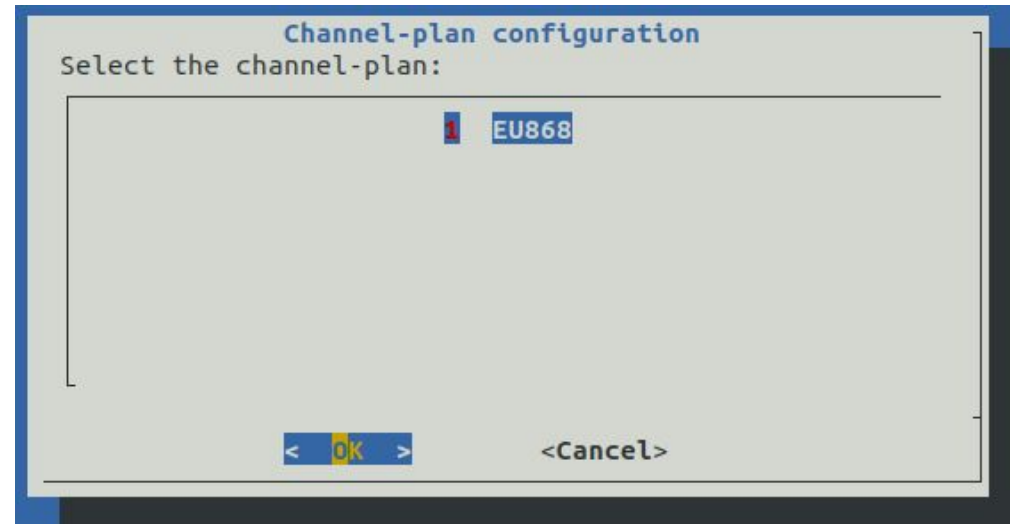 Channel-plan configuration
Select the channel-plan:
1 EU868
< OK > <Cancel>